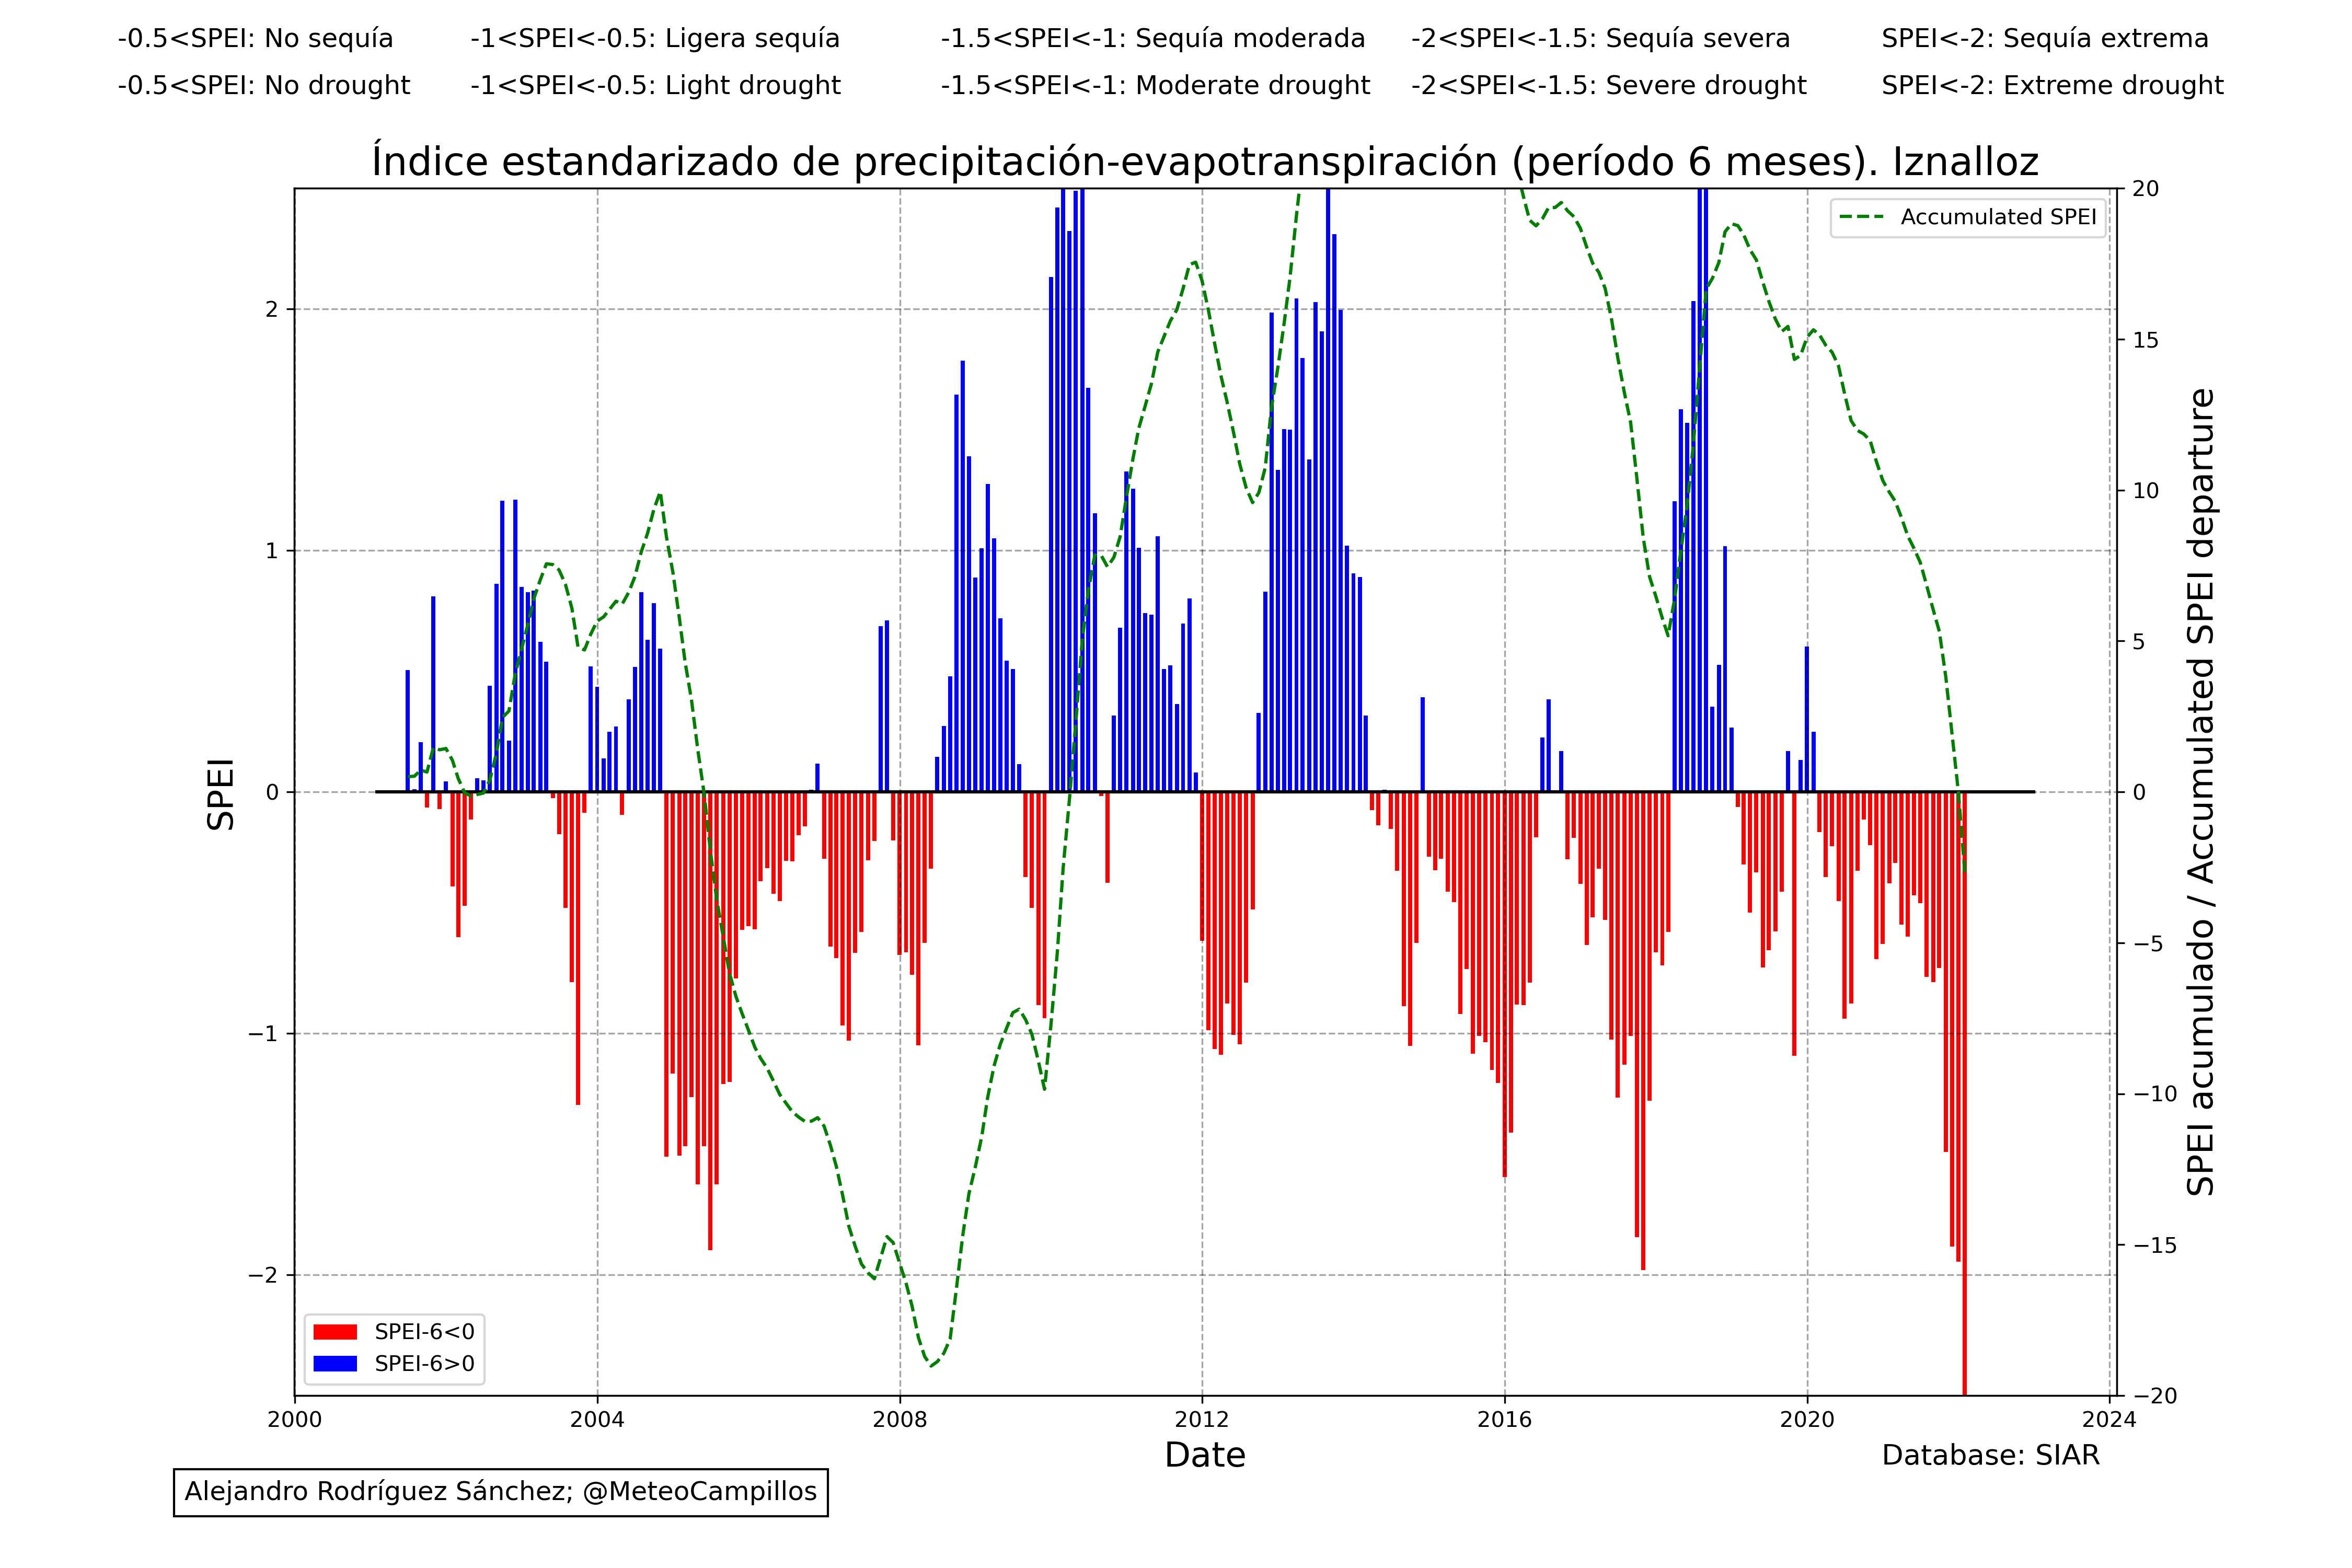 -0.5<SPEI: No sequía -1<SPEI<-0.5: Ligera sequía -1.5<SPEI<-1: Sequía moderada -2<SPEI<-1.5: Sequía severa SPEI<-2: Sequía extrema
-0.5<SPEI: No drought -1<SPEI<-0.5: Light drought -1.5<SPEI<-1: Moderate drought -2<SPEI<-1.5: Severe drought SPEI<-2: Extreme drought
Índice estandarizado de precipitación-evapotranspiración (período 6 meses). Iznalloz
Accumulated SPEI
SPEI
2
1
0
−1
−2
20
15
10
5
0
−5
−10
−15
−20
SPEI acumulado / Accumulated SPEI departure
SPEI-6<0
SPEI-6>0
2000 2004 2008 2012 2016 2020 2024
Date
Database: SIAR
Alejandro Rodríguez Sánchez; @MeteoCampillos